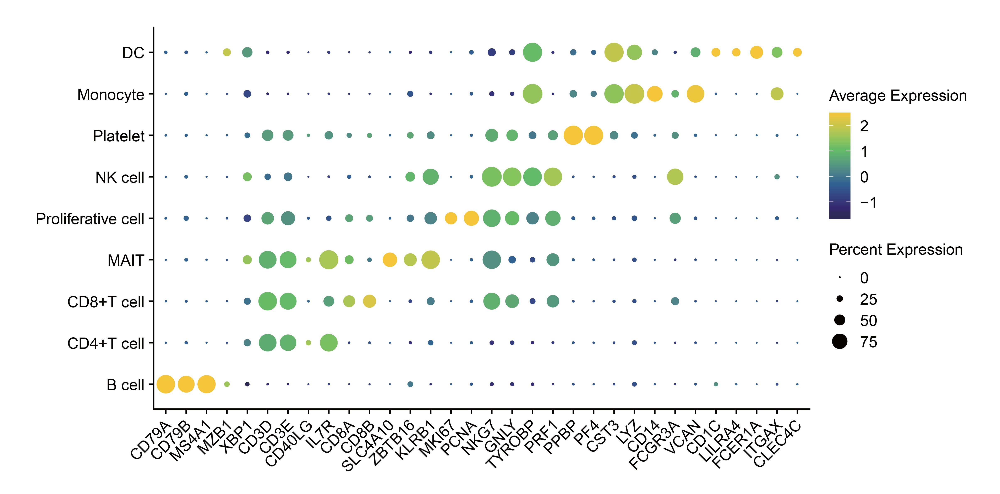 DC
Monocyte
Platelet
NK cell
Proliferative cell
MAIT
CD8+T cell
CD4+T cell
B cell
CD79A
CD79B
MS4A1
MZB1
XBP1
CD3D
CD3E
CD40LG
IL7R
CD8A
CD8B
SLC4A10
ZBTB16
KLRB1
MKI67
PCNA
NKG7
GNLY
TYROBP
PRF1
PPBP
PF4
CST3
LYZ
CD14
FCGR3A
VCAN
CD1C
LILRA4
FCER1A
ITGAX
CLEC4C
Average Expression
2
1
0
−1
Percent Expression
0
25
50
75